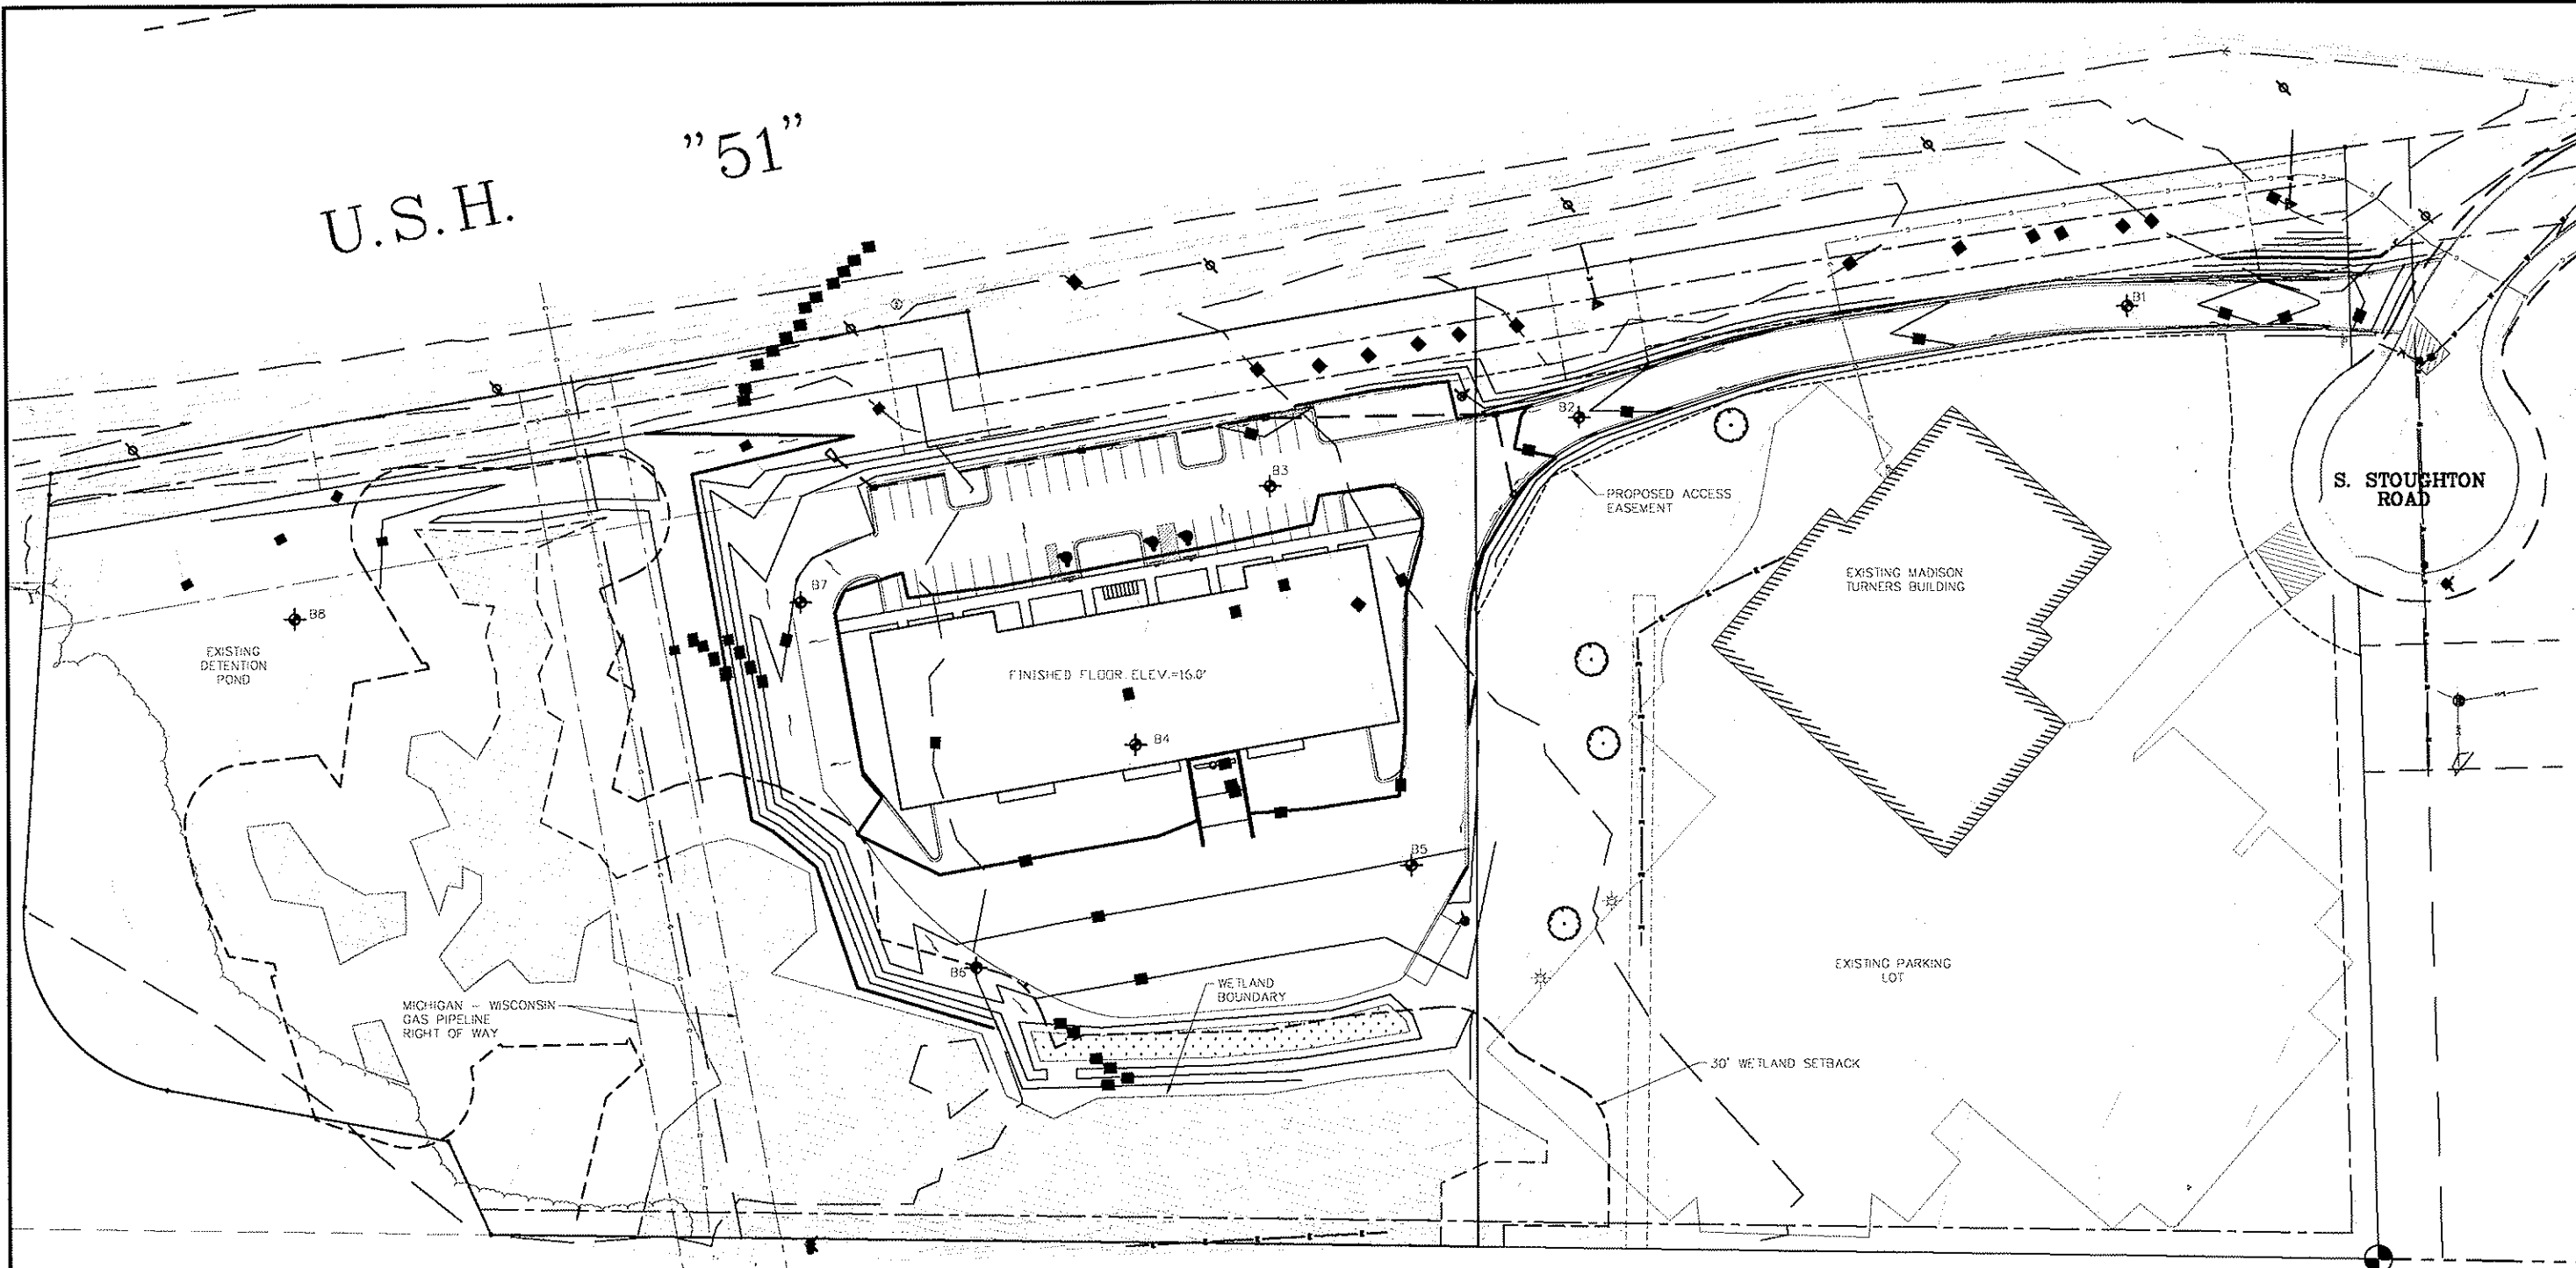 U.S.H. "51"
B1
B2
B3
S. STOUGHTON
ROAD
PROPOSED ACCESS
EASEMENT
EXISTING MADISON
TURNERS BUILDING
B7
B8
EXISTING
DETENTION
POND
FINISHED FLOOR ELEV.=16.0'
B4
B5
B6
WETLAND
BOUNDARY
EXISTING PARKING
LOT
MICHIGAN - WISCONSIN
GAS PIPELINE
RIGHT OF WAY
30' WETLAND SETBACK